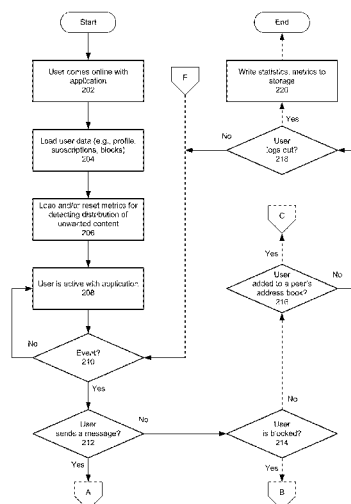 Start
User comes online with
application
202
Load user data (e.g., profile,
suscriptions, blocks)
204
Load and/or reset metrics for
detecting distribution of
unwanted content
206
User is active with application
208
No
Event?
210
Yes
User
sends a message?
212
No
Yes
A
F
End
Write statistics, metrics to
storage
220
Yes
No
User
logs out?
218
C
Yes
User
added to a peer's
address book?
216
No
No
User
is blocked?
214
Yes
B